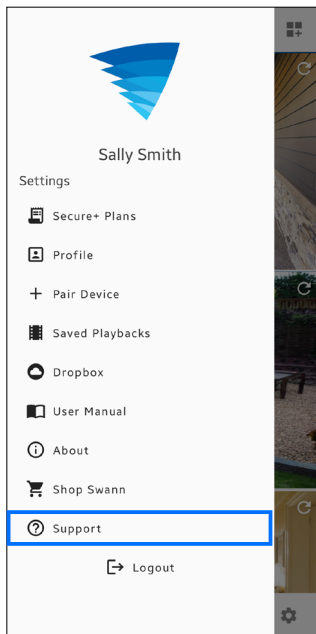 Sally Smith
Settings
Secure+ Plans
Profile
Pair Device
Saved Playbacks
Dropbox
User Manual
About
Shop Swann
Support
Logout